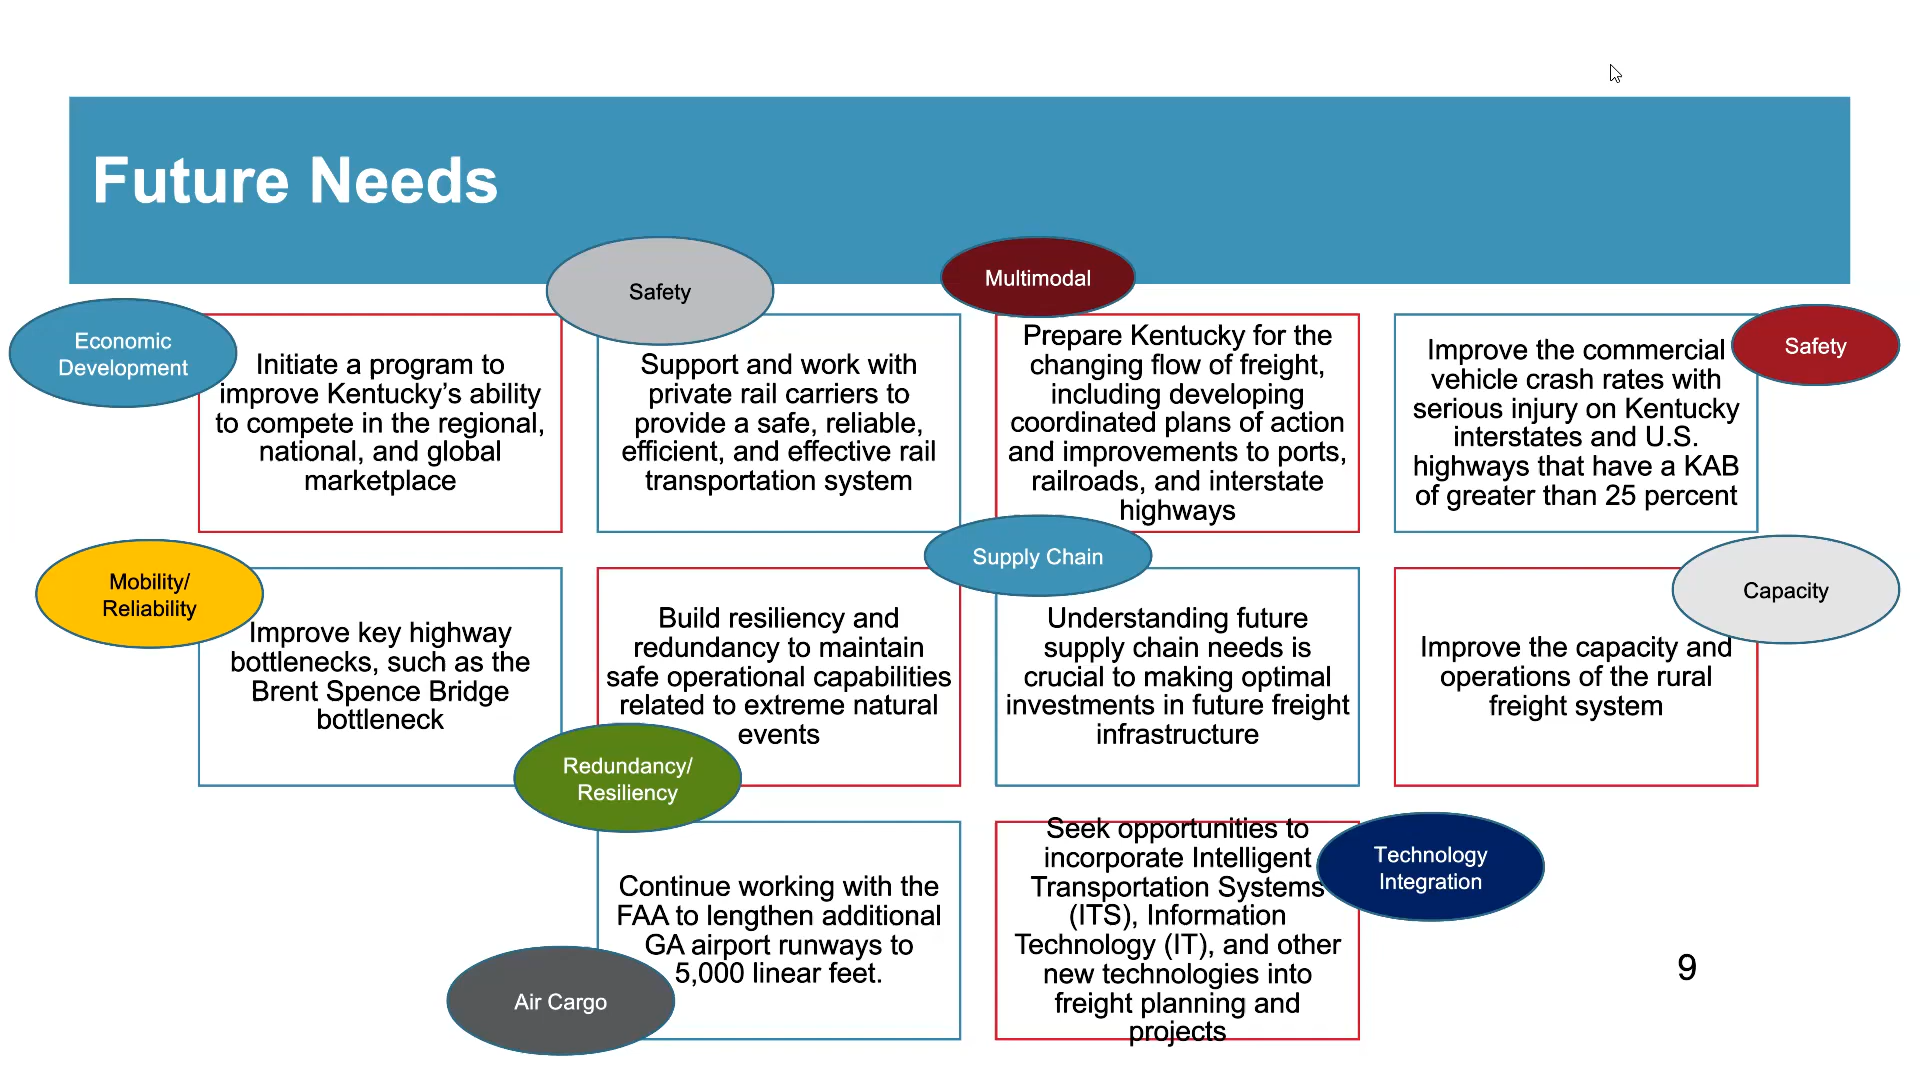 Future Needs
Economic
Development
Initiate a program to
improve Kentucky’s ability
to compete in the regional,
national, and global
marketplace
Safety
Support and work with
private rail carriers to
provide a safe, reliable,
efficient, and effective rail
transportation system
Multimodal
Prepare Kentucky for the
changing flow of freight,
including developing
coordinated plans of action
and improvements to ports,
railroads, and interstate
highways
Safety
Improve the commercial
vehicle crash rates with
serious injury on Kentucky
interstates and U.S.
highways that have a KAB
of greater than 25 percent
Mobility/
Reliability
Improve key highway
bottlenecks, such as the
Brent Spence Bridge
bottleneck
Build resiliency and
redundancy to maintain
safe operational capabilities
related to extreme natural
events
Redundancy/
Resiliency
Supply Chain
Understanding future
supply chain needs is
crucial to making optimal
investments in future freight
infrastructure
Capacity
Improve the capacity and
operations of the rural
freight system
Continue working with the
FAA to lengthen additional
GA airport runways to
5,000 linear feet.
Air Cargo
Seek opportunities to
incorporate Intelligent
Transportation Systems
(ITS), Information
Technology (IT), and other
new technologies into
freight planning and
projects
Technology
Integration
9